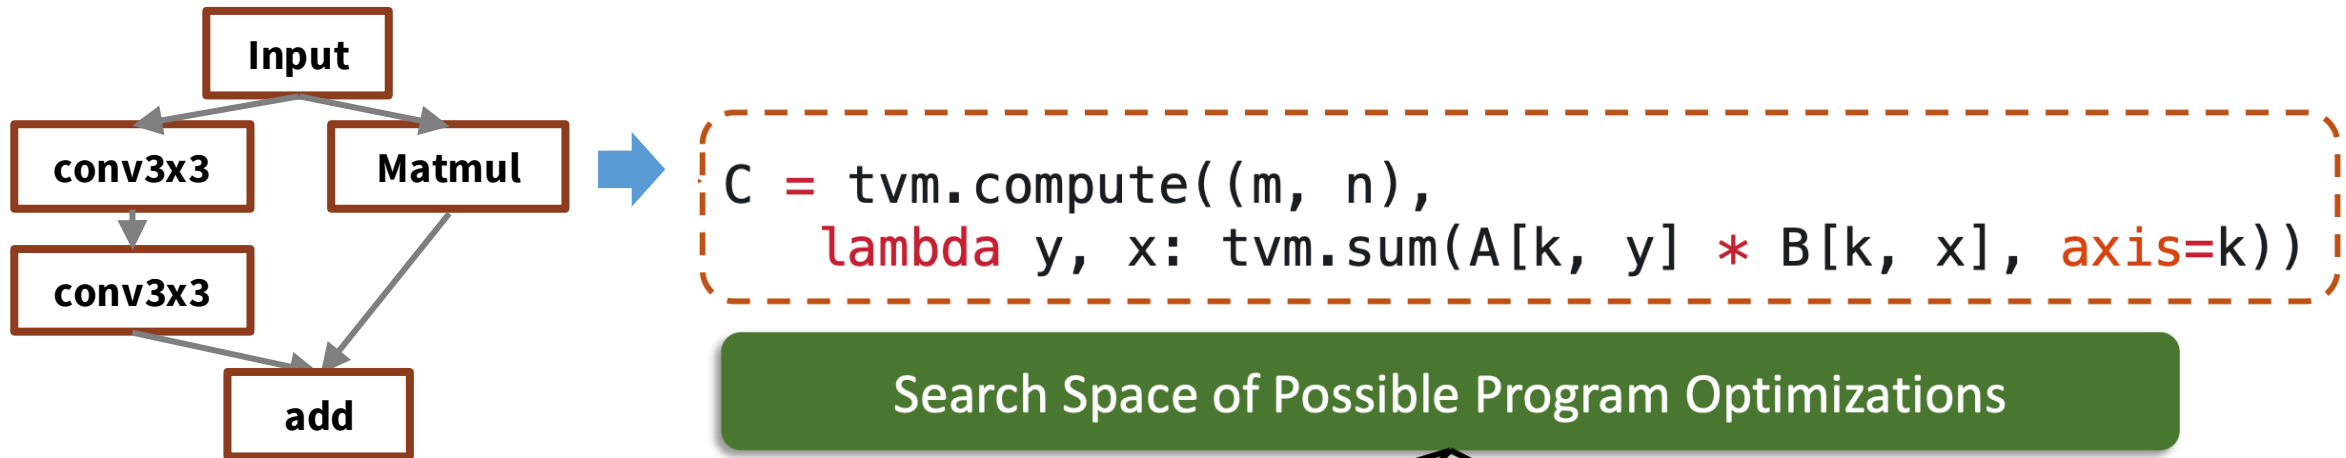 Input
conv3x3
Matmul
conv3x3
add
C = tvm.compute((m, n),
lambda y, x: tvm.sum(A[k, y] * B[k, x], axis=k))
Search Space of Possible Program Optimizations